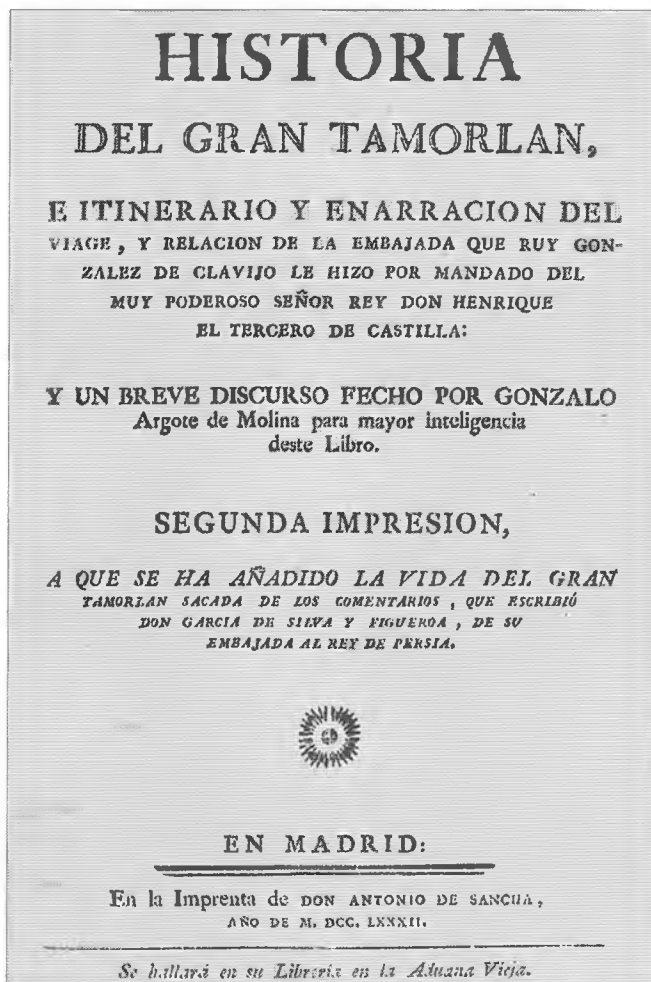 HISTORIA
DEL GRAN TAMORLAN,
E ITINERARIO Y ENARRACION DEL
VIAGE, Y RELACION DE LA EMBAJADA QUE RUY GON-
ZALEZ DE CLAVIJO LE HIZO POR MANDADO DEL
MUY PODEROSO SEÑOR REY DON HENRIQUE
EL TERCERO DE CASTILLA:
Y UN BREVE DISCURSO FECHO POR GONZALO
Argote de Molina para mayor inteligencia
deste Libro.
SEGUNDA IMPRESION,
A QUE SE HA AÑADIDO LA VIDA DEL GRAN
TAMORLAN SACADA DE LOS COMENTARIOS, QUE ESCRIBIÓ
DON GARCIA DE SILVA Y FIGUEROA, DE SU
EMBAJADA AL REY DE PERSIA.
EN MADRID:
En la Imprenta de DON ANTONIO DE SANCHA,
AÑO DE M. DCC. LXXXII.
Se hallará en su Librería en la Aduana Vieja.